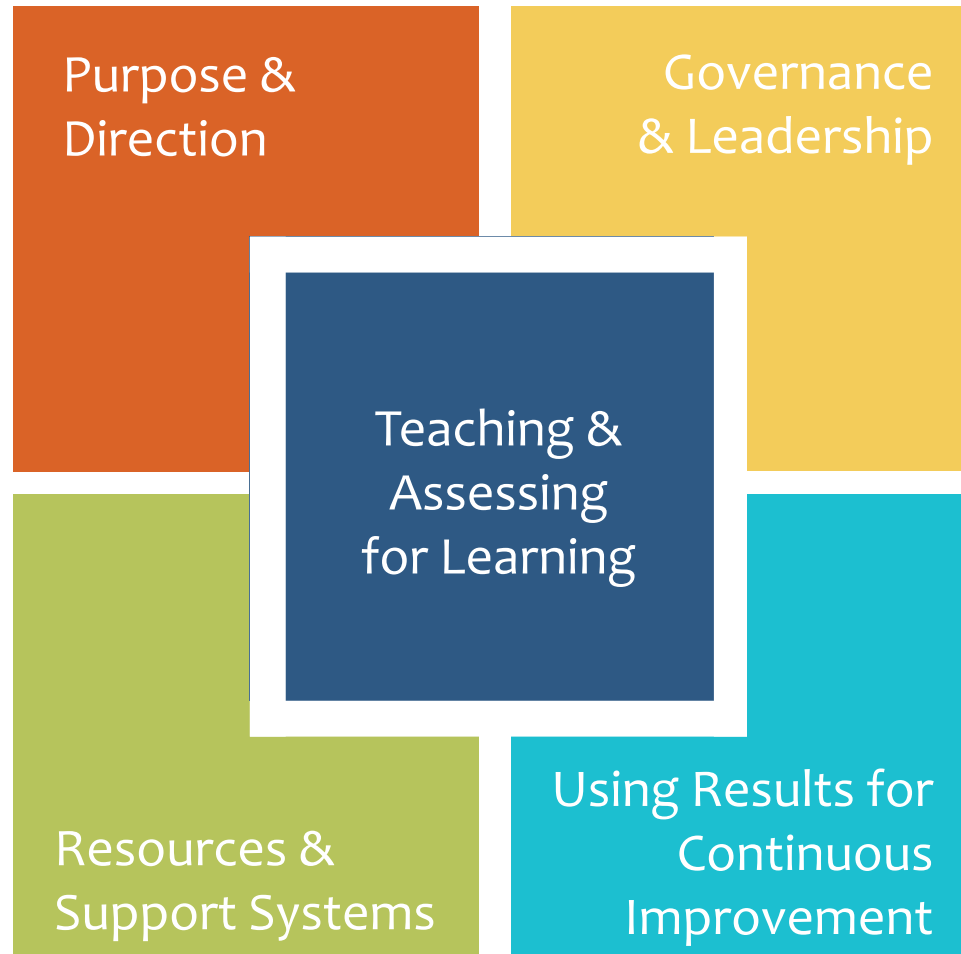 Purpose &
Direction
Governance
& Leadership
Teaching &
Assessing
for Learning
Resources &
Support Systems
Using Results for
Continuous
Improvement